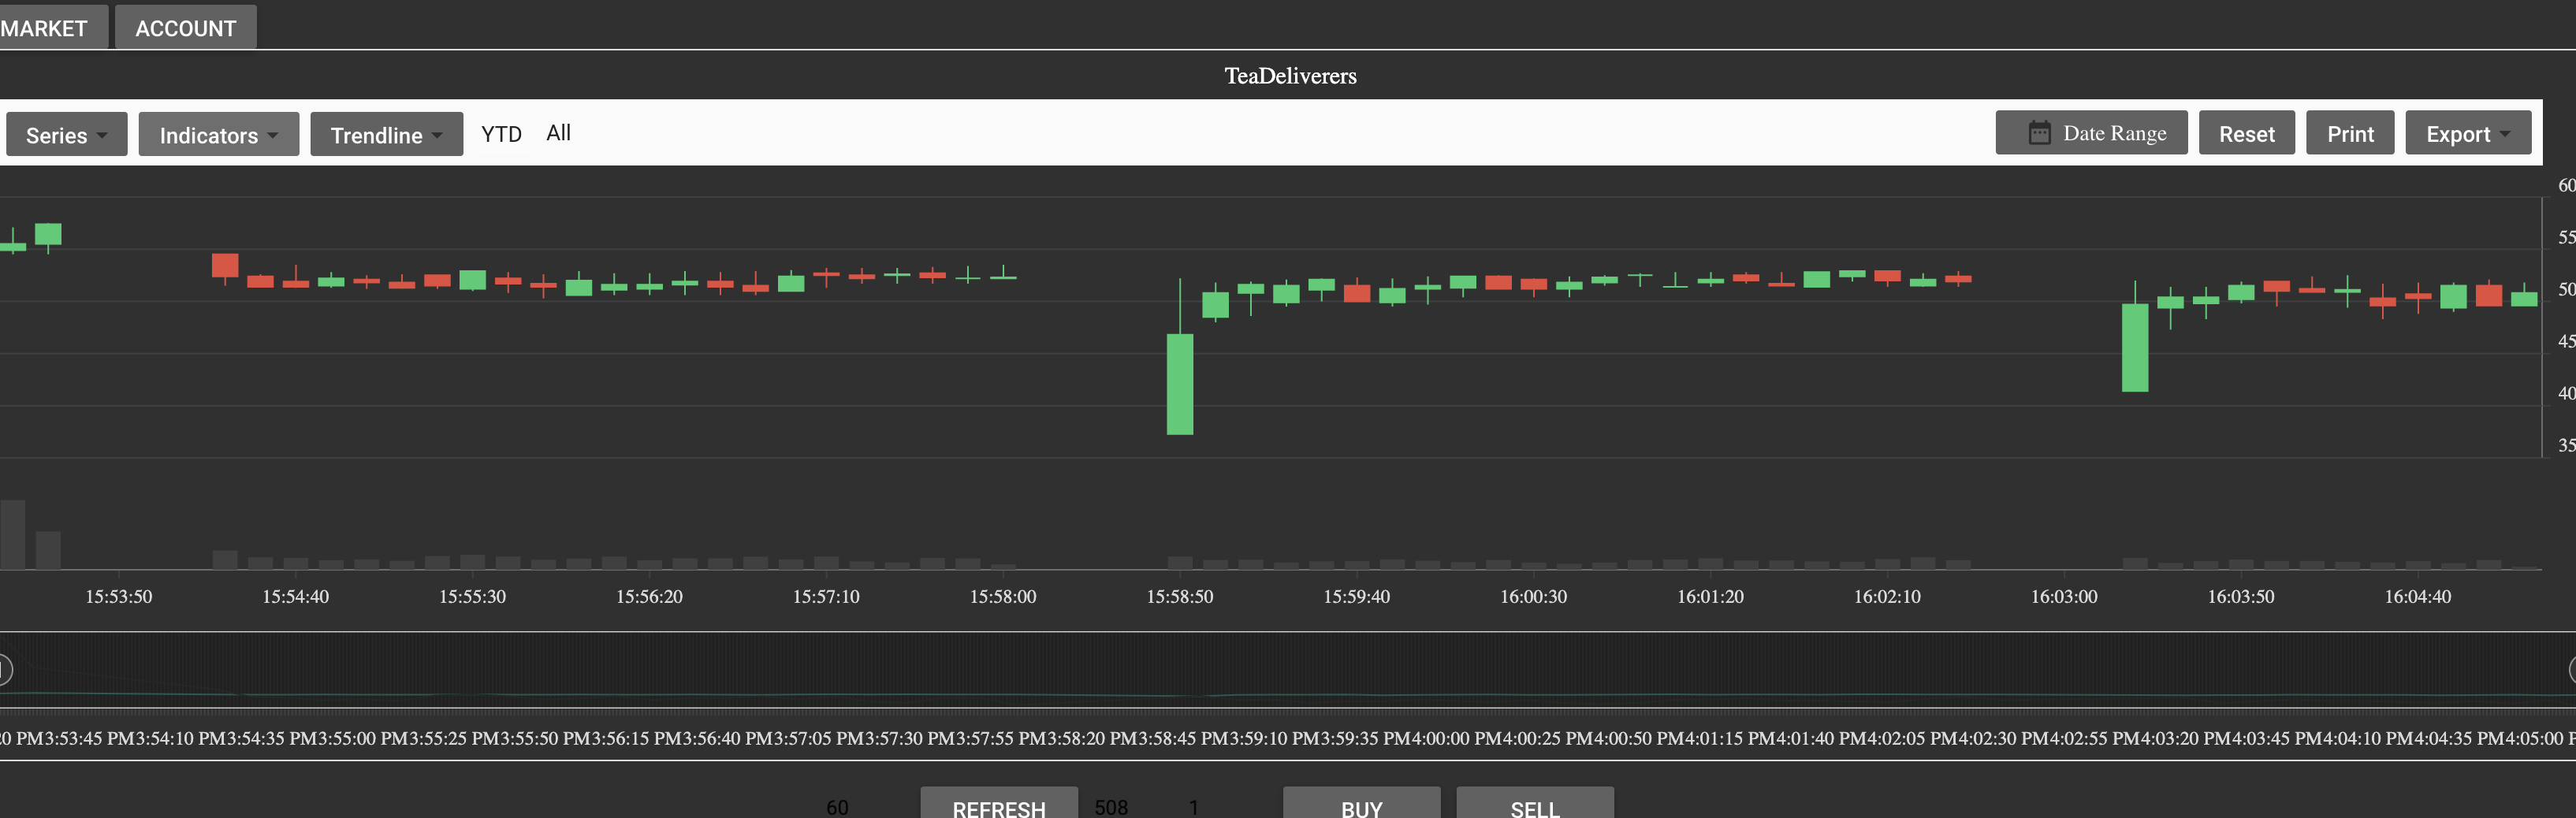 MARKET ACCOUNT
TeaDeliverers
Series Indicators Trendline YTD All Date Range Reset Print Export
60
55
50
45
40
35
15:53:50 15:54:40 15:55:30 15:56:20 15:57:10 15:58:00 15:58:50 15:59:40 16:00:30 16:01:20 16:02:10 16:03:00 16:03:50 16:04:40
20 PM3:53:45 PM3:54:10 PM3:54:35 PM3:55:00 PM3:55:25 PM3:55:50 PM3:56:15 PM3:56:40 PM3:57:05 PM3:57:30 PM3:57:55 PM3:58:20 PM3:58:45 PM3:59:10 PM3:59:35 PM4:00:00 PM4:00:25 PM4:00:50 PM4:01:15 PM4:01:40 PM4:02:05 PM4:02:30 PM4:02:55 PM4:03:20 PM4:03:45 PM4:04:10 PM4:04:35 PM4:05:00 P
60 REFRESH 508 1 BUY SELL